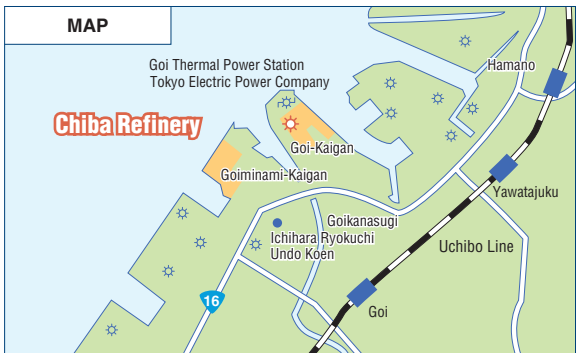 MAP
Goi Thermal Power Station
Tokyo Electric Power Company
Hamano
Chiba Refinery
Goi-Kaigan
Goiminami-Kaigan
Yawatajuku
Goikanasugi
Ichihara Ryokuchi
Undo Koen
Uchibo Line
16
Goi